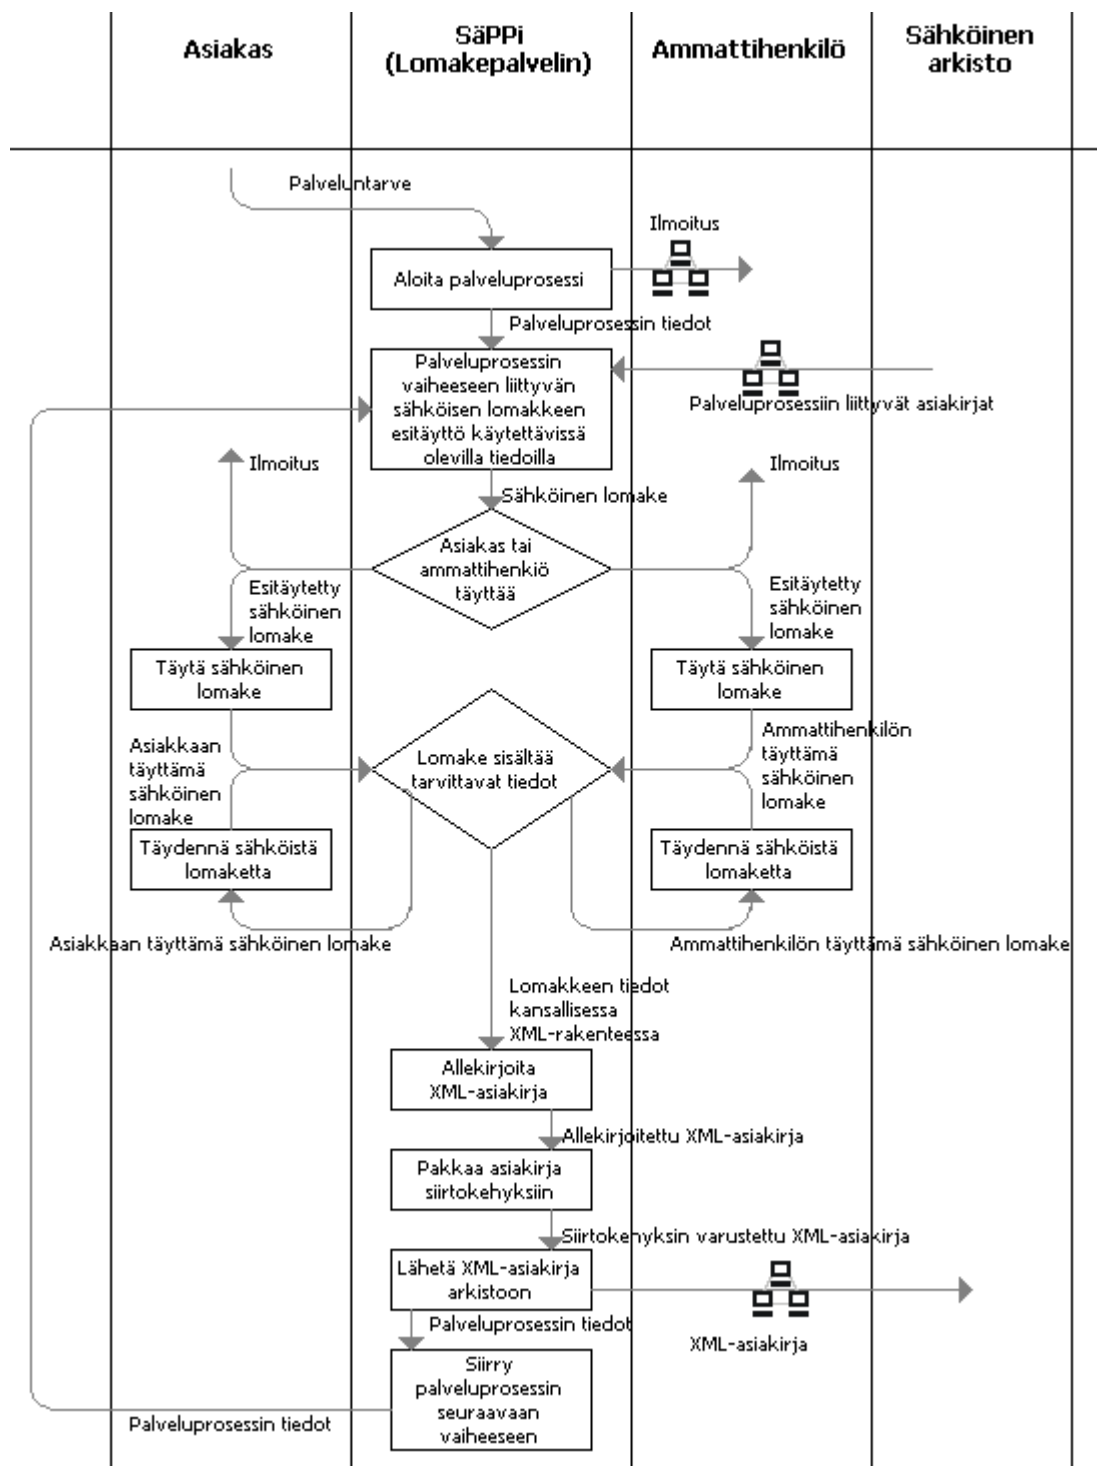 Asiakas
SäPPi
(Lomakepalvelin)
Ammattihenkilö
Sähköinen
arkisto
Palveluntarve
Ilmoitus
Aloita palveluprosessi
Palveluprosessin tiedot
Palveluprosessin
vaiheeseen liittyvän
sähköisen lomakkeen
esitäyttö käytettävissä
olevilla tiedoilla
Palveluprosessiin liittyvät asiakirjat
Ilmoitus
Sähköinen lomake
Ilmoitus
Asiakas tai
ammattihenkiö
täyttää
Esitäytetty
sähköinen
lomake
Esitäytetty
sähköinen
lomake
Täytä sähköinen
lomake
Täytä sähköinen
lomake
Asiakkaan
täyttämä
sähköinen
lomake
Lomake sisältää
tarvittavat tiedot
Ammattihenkilön
täyttämä
sähköinen
lomake
Täydennä sähköistä
lomaketta
Täydennä sähköistä
lomaketta
Asiakkaan täyttämä sähköinen lomake
Ammattihenkilön täyttämä sähköinen lomake
Lomakkeen tiedot
kansallisessa
XML-rakenteessa
Allekirjoita
XML-asiakirja
Allekirjoitettu XML-asiakirja
Pakkaa asiakirja
siirtokehyksiin
Siirtokehyksin varustettu XML-asiakirja
Lähetä XML-asiakirja
arkistoon
Palveluprosessin tiedot
XML-asiakirja
Siirry
palveluprosessin
seuraavaan
vaiheeseen
Palveluprosessin tiedot